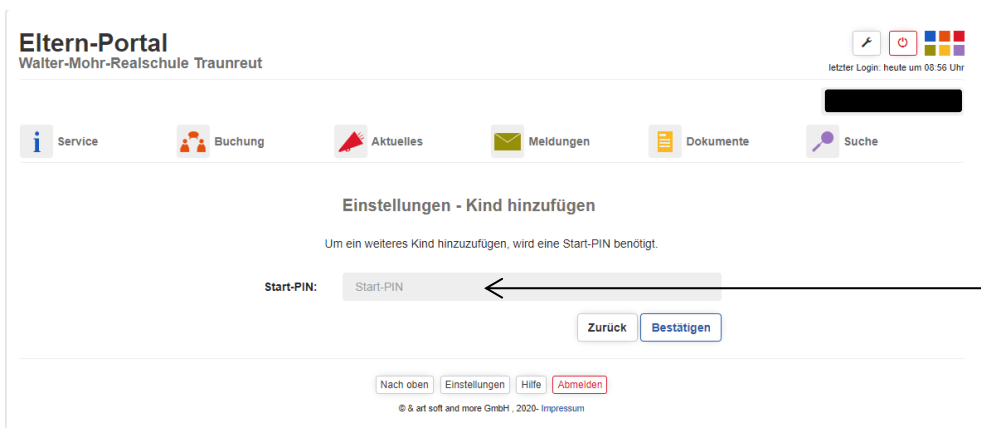 Eltern-Portal
Walter-Mohr-Realschule Traunreut
letzter Login: heute um 08:56 Uhr
Service Buchung Aktuelles Meldungen Dokumente Suche
Einstellungen - Kind hinzufügen
Um ein weiteres Kind hinzuzufügen, wird eine Start-PIN benötigt.
Start-PIN: Start-PIN
Zurück Bestätigen
Nach oben Einstellungen Hilfe Abmelden
© & art soft and more GmbH , 2020- Impressum